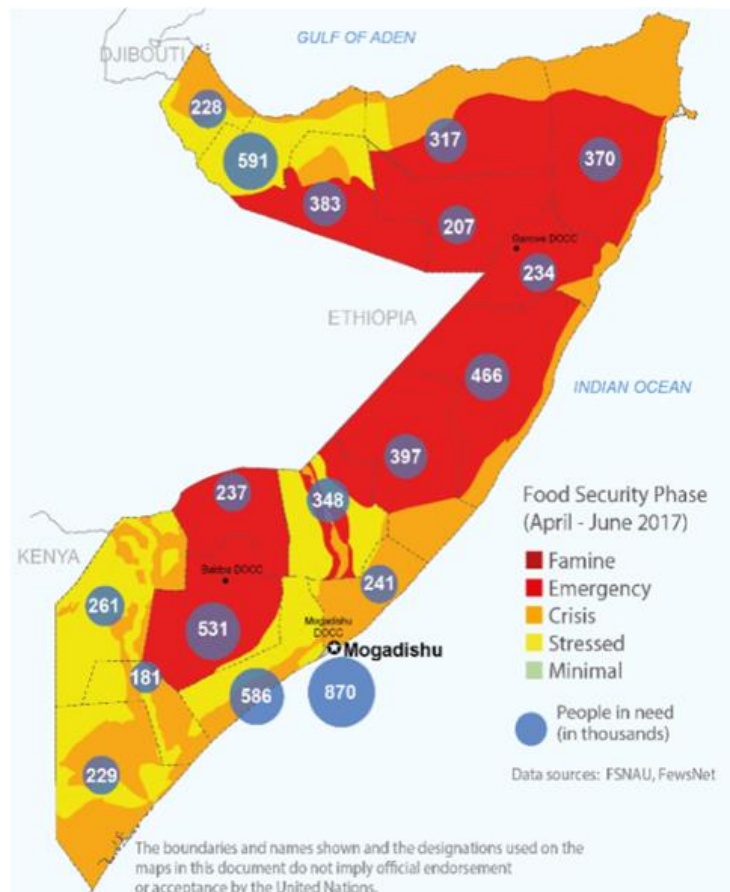 GULF OF ADEN
DJIBOUTI
228
317
591
370
383
207
Garowe DOCC
234
ETHIOPIA
466
INDIAN OCEAN
397
237
348
Food Security Phase
(April - June 2017)
KENYA
Famine
Emergency
Baidoa DOCC
241
Crisis
261
531
Mogadishu
DOCC
Mogadishu
Stressed
Minimal
181
586
870
People in need
(in thousands)
229
Data sources: FSNAU, FewsNet
The boundaries and names shown and the designations used on the
maps in this document do not imply official endorsement
or acceptance by the United Nations.